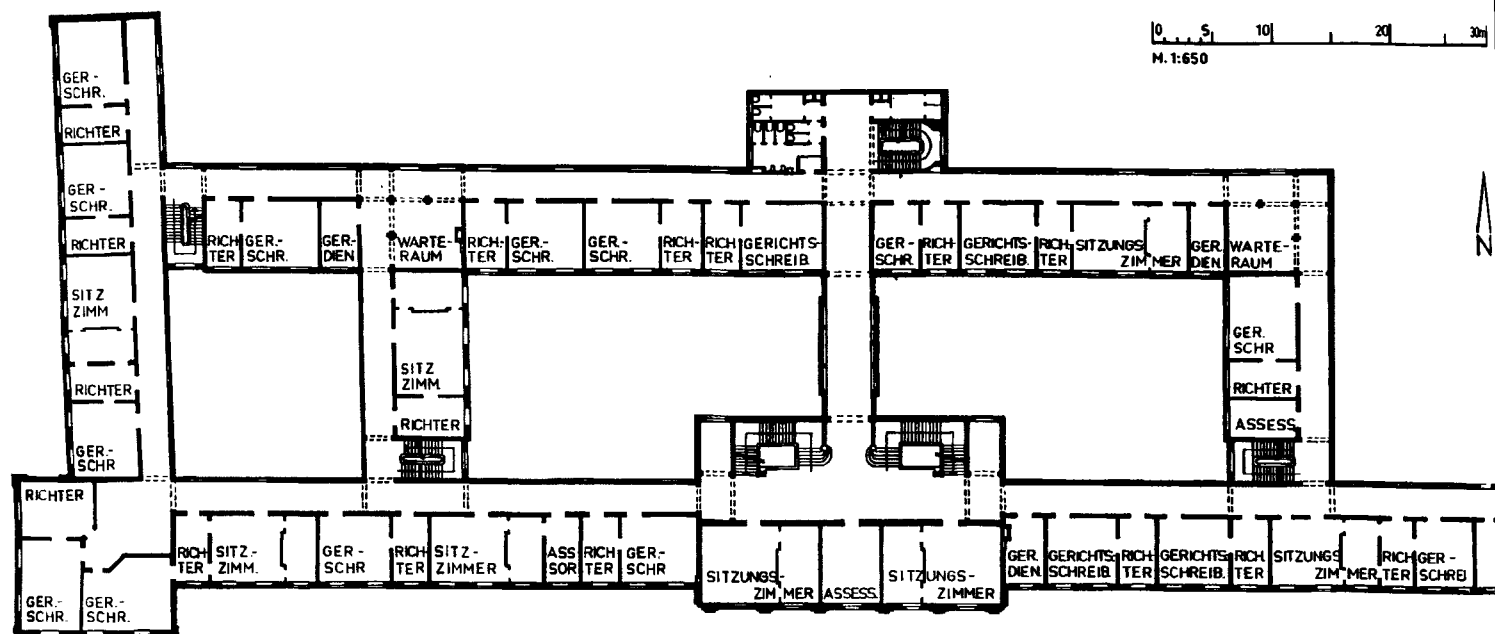 0 5 10 20 30m
M. 1:650
N
GER-
SCHR.
RICHTER
GER-
SCHR.
RICHTER
SITZ
ZIMM
RICHTER
GER.-
SCHR
RICH-
TER
GER.-
SCHR.
GER.-
DIEN.
WARTE-
RAUM
RICH.-
TER
GER.-
SCHR.
GER.-
SCHR.
RICH-
TER
RICH-
TER
GERICHTS-
SCHREIB.
GER-
SCHR.
RICH-
TER
GERICHTS-
SCHREIB.
RICH-
TER
SITZUNGS
ZIMMER
GER.
DIEN.
WARTE-
RAUM
SITZ
ZIMM.
RICHTER
GER.
SCHR
RICHTER
ASSESS.
RICHTER
GER.-
SCHR.
GER.-
SCHR.
RICH-
TER
SITZ.-
ZIMM.
GER-
SCHR
RICH-
TER
SITZ-
ZIMMER
ASS
SOR
RICH-
TER
GER.-
SCHR
SITZUNGS-
ZIMMER
ASSESS.
SITZUNGS-
ZIMMER
GER.
DIEN.
GERICHTS-
SCHREIB.
RICH-
TER
GERICHTS-
SCHREIB.
RICH.
TER
SITZUNGS
ZIMMER
RICH
TER
GER-
SCHREI